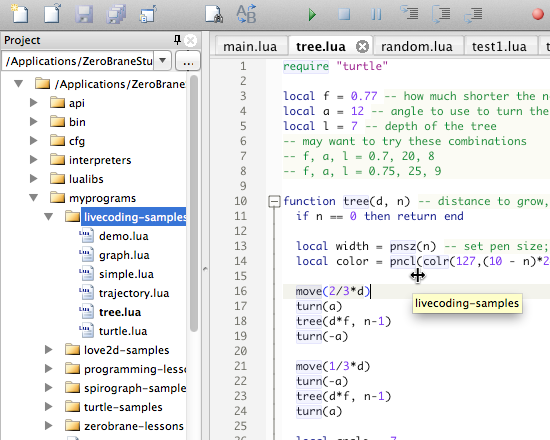 Project
/Applications/ZeroBraneStu
...
/Applications/ZeroBrane
api
bin
cfg
interpreters
lualibs
myprograms
livecoding-samples
demo.lua
graph.lua
simple.lua
trajectory.lua
tree.lua
turtle.lua
love2d-samples
programming-lesso
spirograph-sample
turtle-samples
zerobrane-lessons
main.lua tree.lua random.lua test1.lua t
1 require "turtle"
2
3 local f = 0.77 -- how much shorter the n
4 local a = 12 -- angle to use to turn the
5 local l = 7 -- depth of the tree
6 -- may want to try these combinations
7 -- f, a, l = 0.7, 20, 8
8 -- f, a, l = 0.75, 25, 9
9
10 function tree(d, n) -- distance to grow,
11 if n == 0 then return end
12
13 local width = pnsz(n) -- set pen size;
14 local color = pncl(colr(127,(10 - n)*2
15
16 move(2/3*d)
livecoding-samples
17 turn(a)
18 tree(d*f, n-1)
19 turn(-a)
20
21 move(1/3*d)
22 turn(-a)
23 tree(d*f, n-1)
24 turn(a)
25